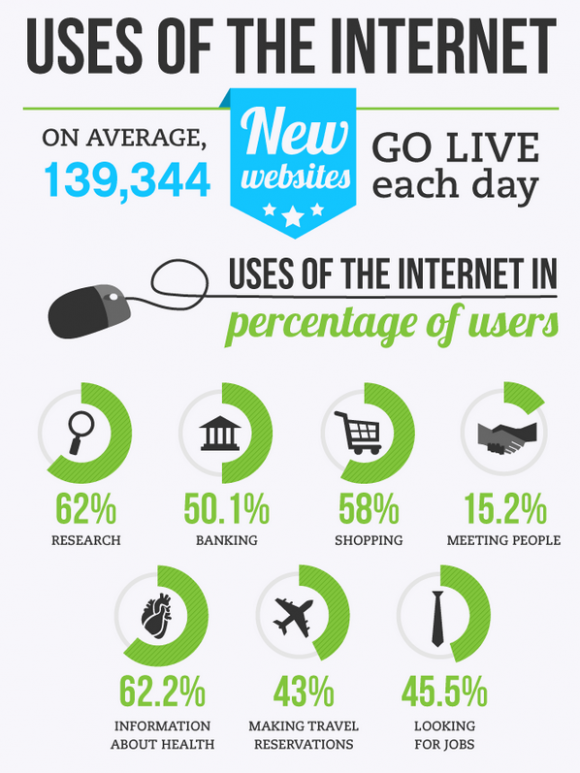 USES OF THE INTERNET
ON AVERAGE,
139,344
New
websites
GO LIVE
each day
USES OF THE INTERNET IN
percentage of users
62%
RESEARCH
50.1%
BANKING
58%
SHOPPING
15.2%
MEETING PEOPLE
62.2%
INFORMATION
ABOUT HEALTH
43%
MAKING TRAVEL
RESERVATIONS
45.5%
LOOKING
FOR JOBS